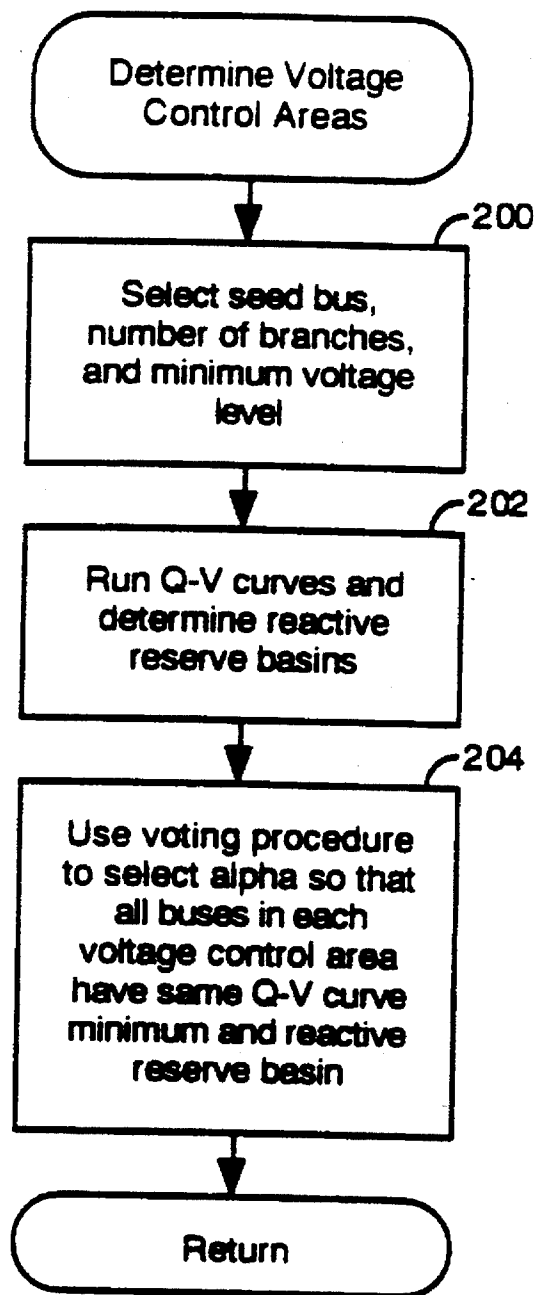 Determine Voltage
Control Areas
200
Select seed bus,
number of branches,
and minimum voltage
level
202
Run Q-V curves and
determine reactive
reserve basins
204
Use voting procedure
to select alpha so that
all buses in each
voltage control area
have same Q-V curve
minimum and reactive
reserve basin
Return